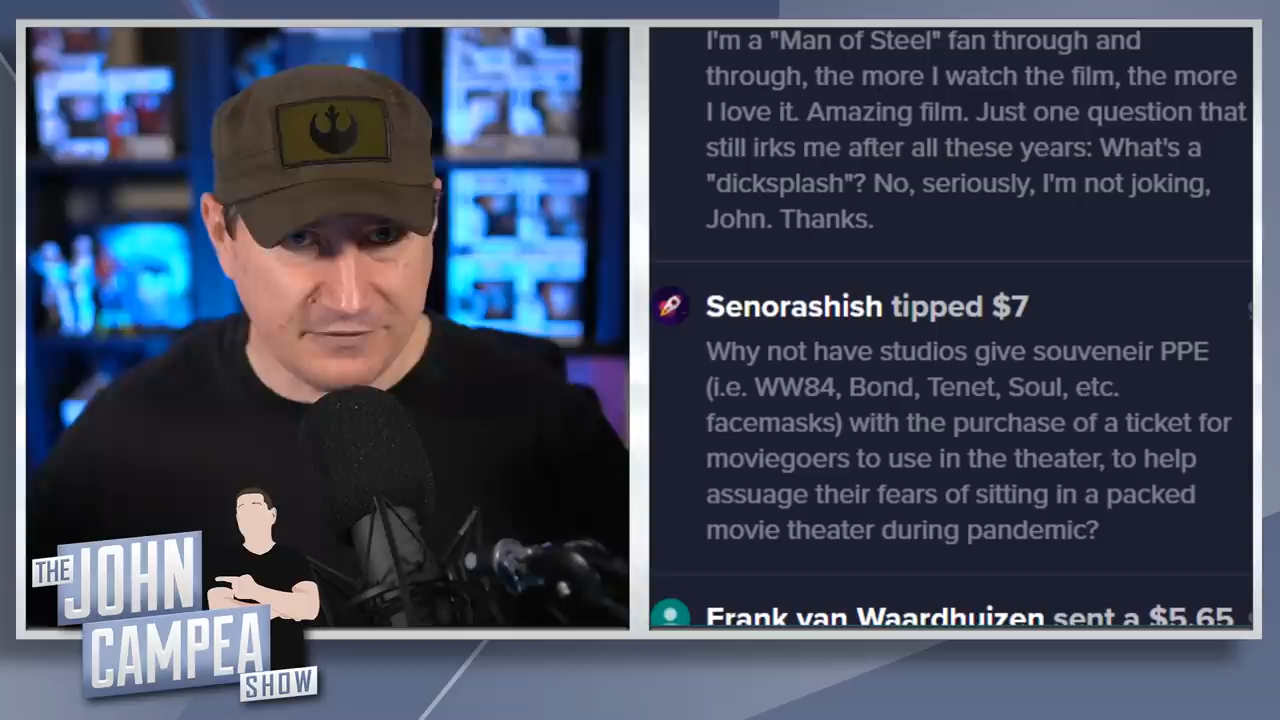 I'm a "Man of Steel" fan through and
through, the more I watch the film, the more
I love it. Amazing film. Just one question that
still irks me after all these years: What's a
"dicksplash"? No, seriously, I'm not joking,
John. Thanks.
Senorashish tipped $7
Why not have studios give souveneir PPE
(i.e. WW84, Bond, Tenet, Soul, etc.
facemasks) with the purchase of a ticket for
moviegoers to use in the theater, to help
assuage their fears of sitting in a packed
movie theater during pandemic?
Frank van Waardhuizen sent a $5.65
THE
JOHN
CAMPEA
SHOW